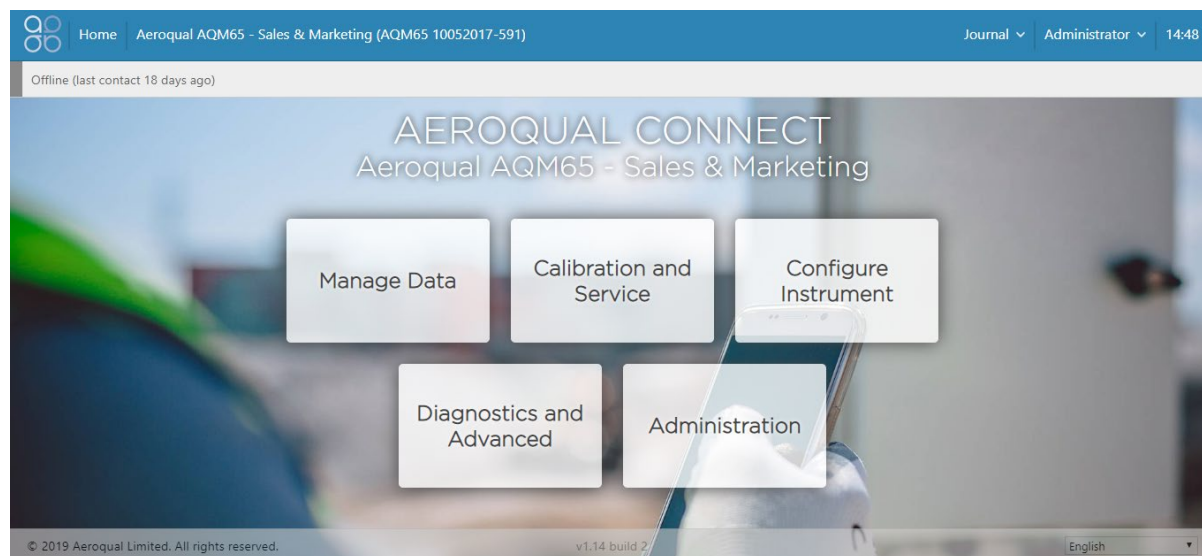 Home
Aeroqual AQM65 - Sales & Marketing (AQM65 10052017-591)
Journal
Administrator
14:48
Offline (last contact 18 days ago)
AEROQUAL CONNECT
Aeroqual AQM65 - Sales & Marketing
Manage Data
Calibration and
Service
Configure
Instrument
Diagnostics and
Advanced
Administration
© 2019 Aeroqual Limited. All rights reserved.
v1.14 build 2
English